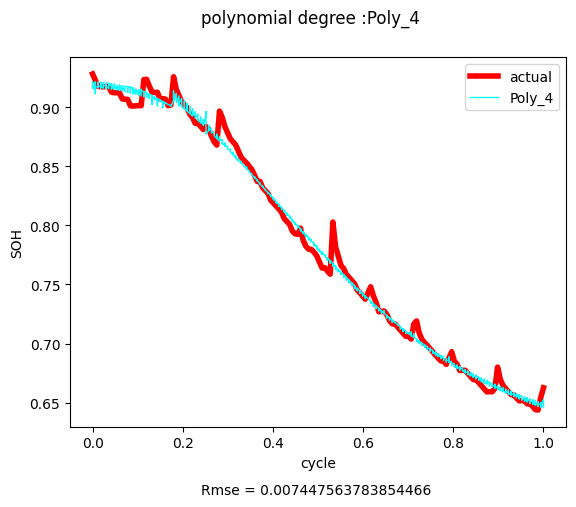 polynomial degree :Poly_4
actual
Poly_4
0.90
0.85
0.80
0.75
0.70
0.65
SOH
0.0 0.2 0.4 0.6 0.8 1.0
cycle
Rmse = 0.007447563783854466